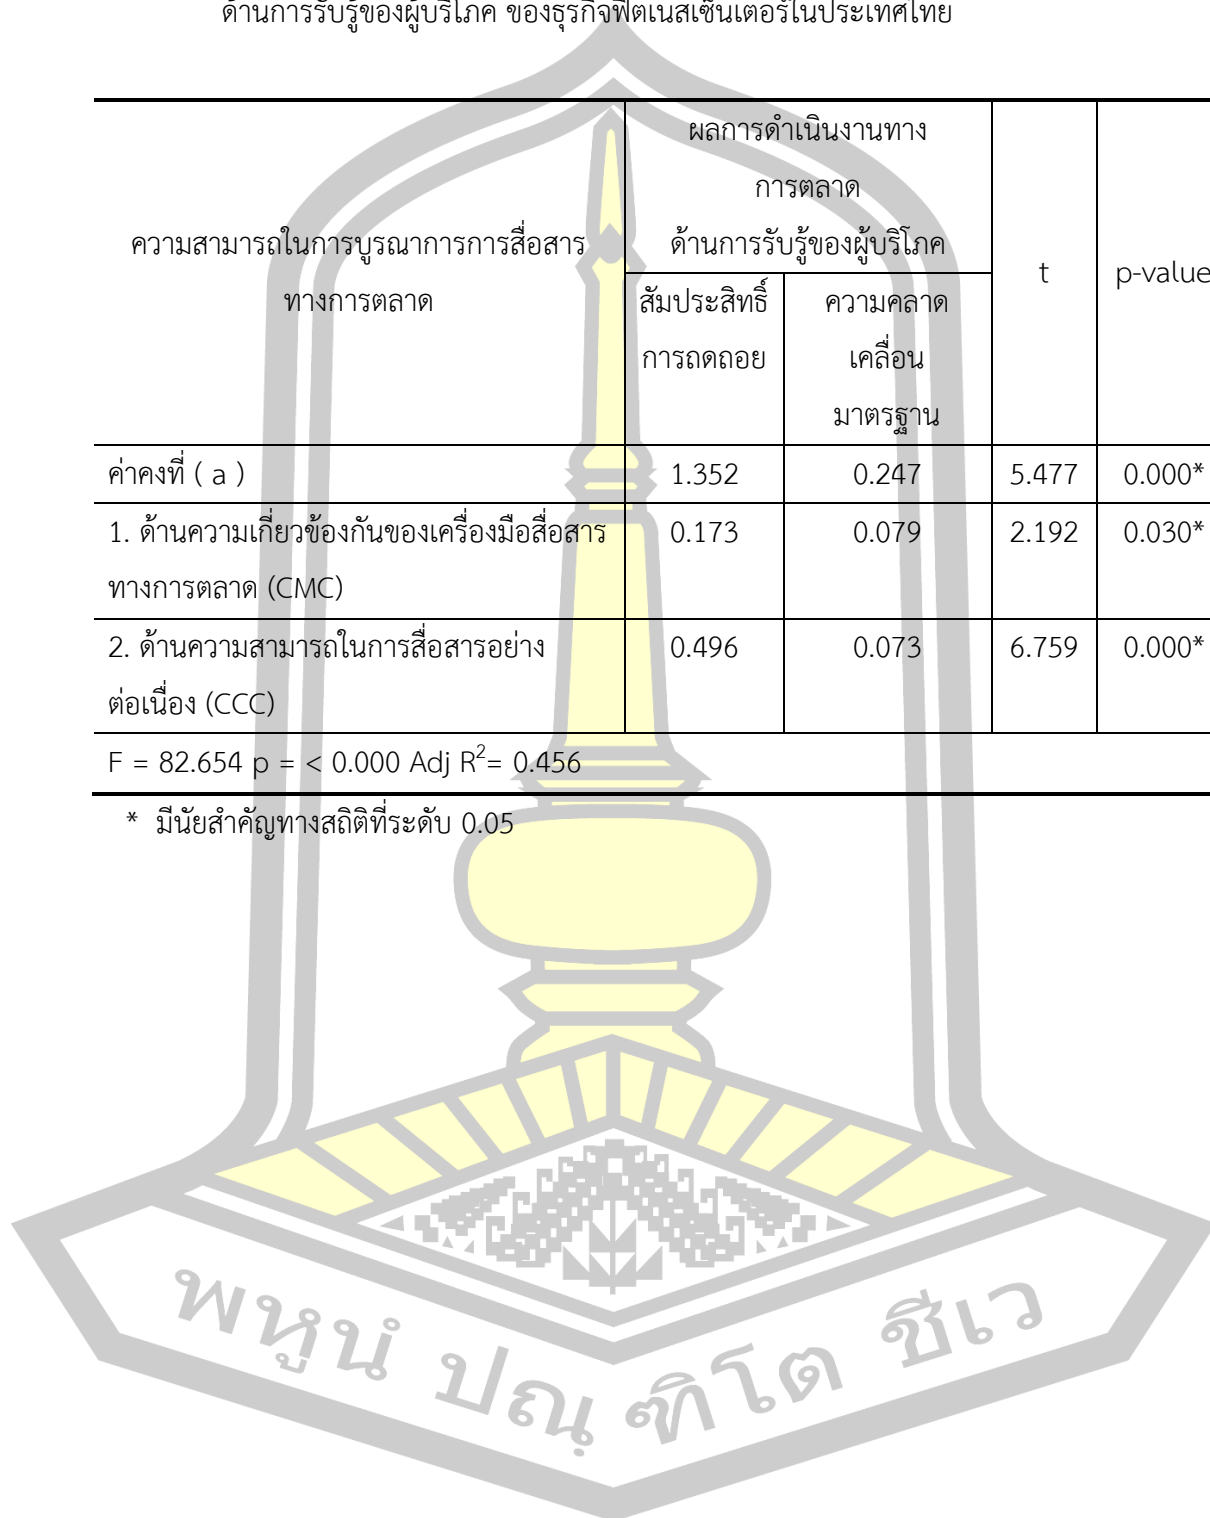 ด้านการรับรู้ของผู้บริโภค ของธุรกิจฟิตเนสเซ็นเตอร์ในประเทศไทย
ความสามารถในการบูรณาการการสื่อสาร
ทางการตลาด
ผลการดำเนินงานทาง
การตลาด
ด้านการรับรู้ของผู้บริโภค
t
p-value
สัมประสิทธิ์
การถดถอย
ความคลาด
เคลื่อน
มาตรฐาน
ค่าคงที่ ( a ) 1.352 0.247 5.477 0.000*
1. ด้านความเกี่ยวข้องกันของเครื่องมือสื่อสาร 0.173 0.079 2.192 0.030*
ทางการตลาด (CMC)
2. ด้านความสามารถในการสื่อสารอย่าง 0.496 0.073 6.759 0.000*
ต่อเนื่อง (CCC)
F = 82.654 p = < 0.000 Adj R²= 0.456
* มีนัยสำคัญทางสถิติที่ระดับ 0.05
พหูนํ ปณฺฑิโต ชีเว